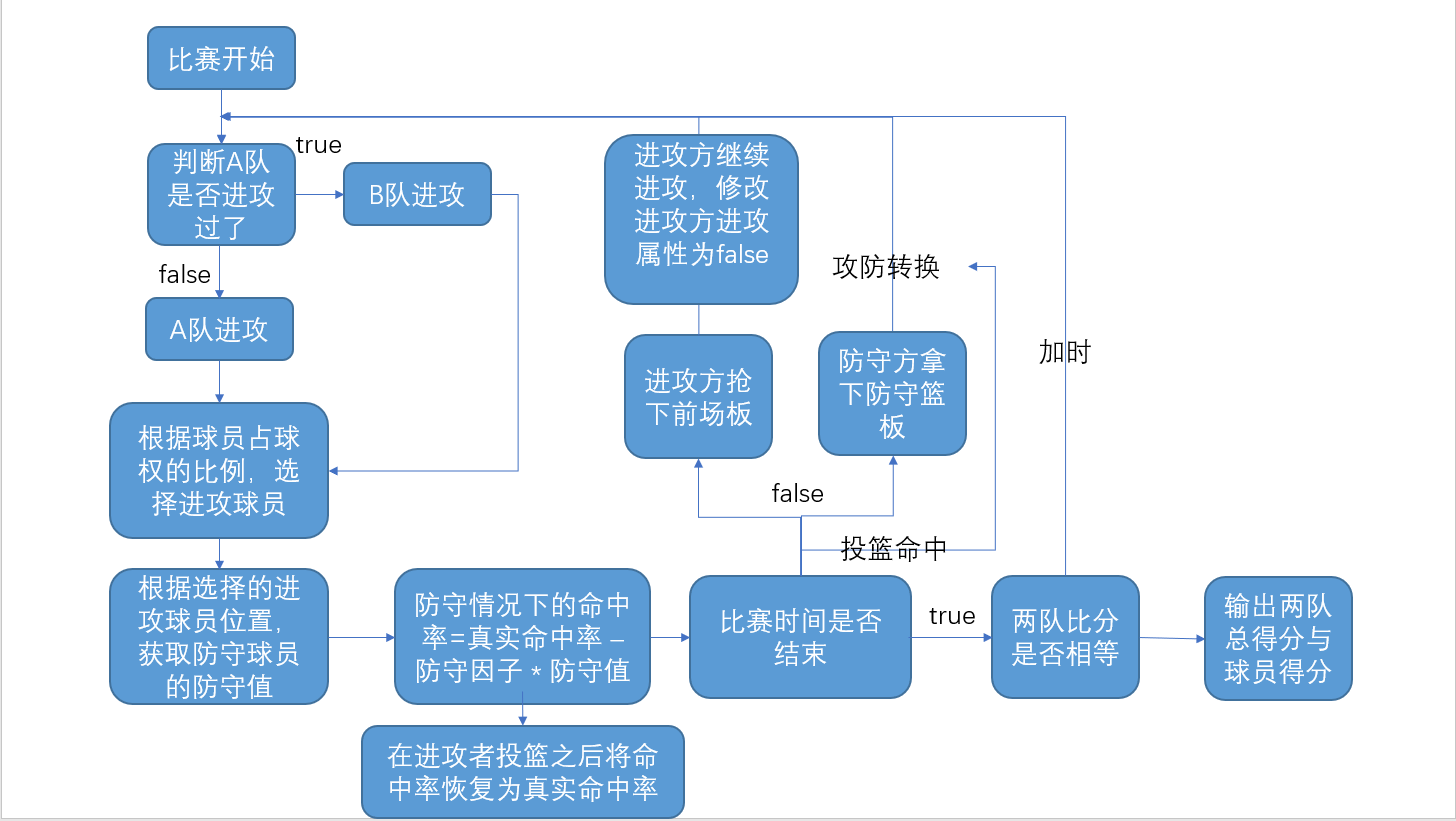 比赛开始
判断A队
是否进攻
过了
true
B队进攻
false
A队进攻
根据球员占球
权的比例，选
择进攻球员
根据选择的进
攻球员位置，
获取防守球员
的防守值
防守情况下的命中
率=真实命中率 –
防守因子 * 防守值
在进攻者投篮之后将命
中率恢复为真实命中率
比赛时间是否
结束
false
进攻方抢
下前场板
进攻方继续
进攻，修改
进攻方进攻
属性为false
防守方拿
下防守篮
板
攻防转换
投篮命中
true
两队比分
是否相等
加时
输出两队
总得分与
球员得分